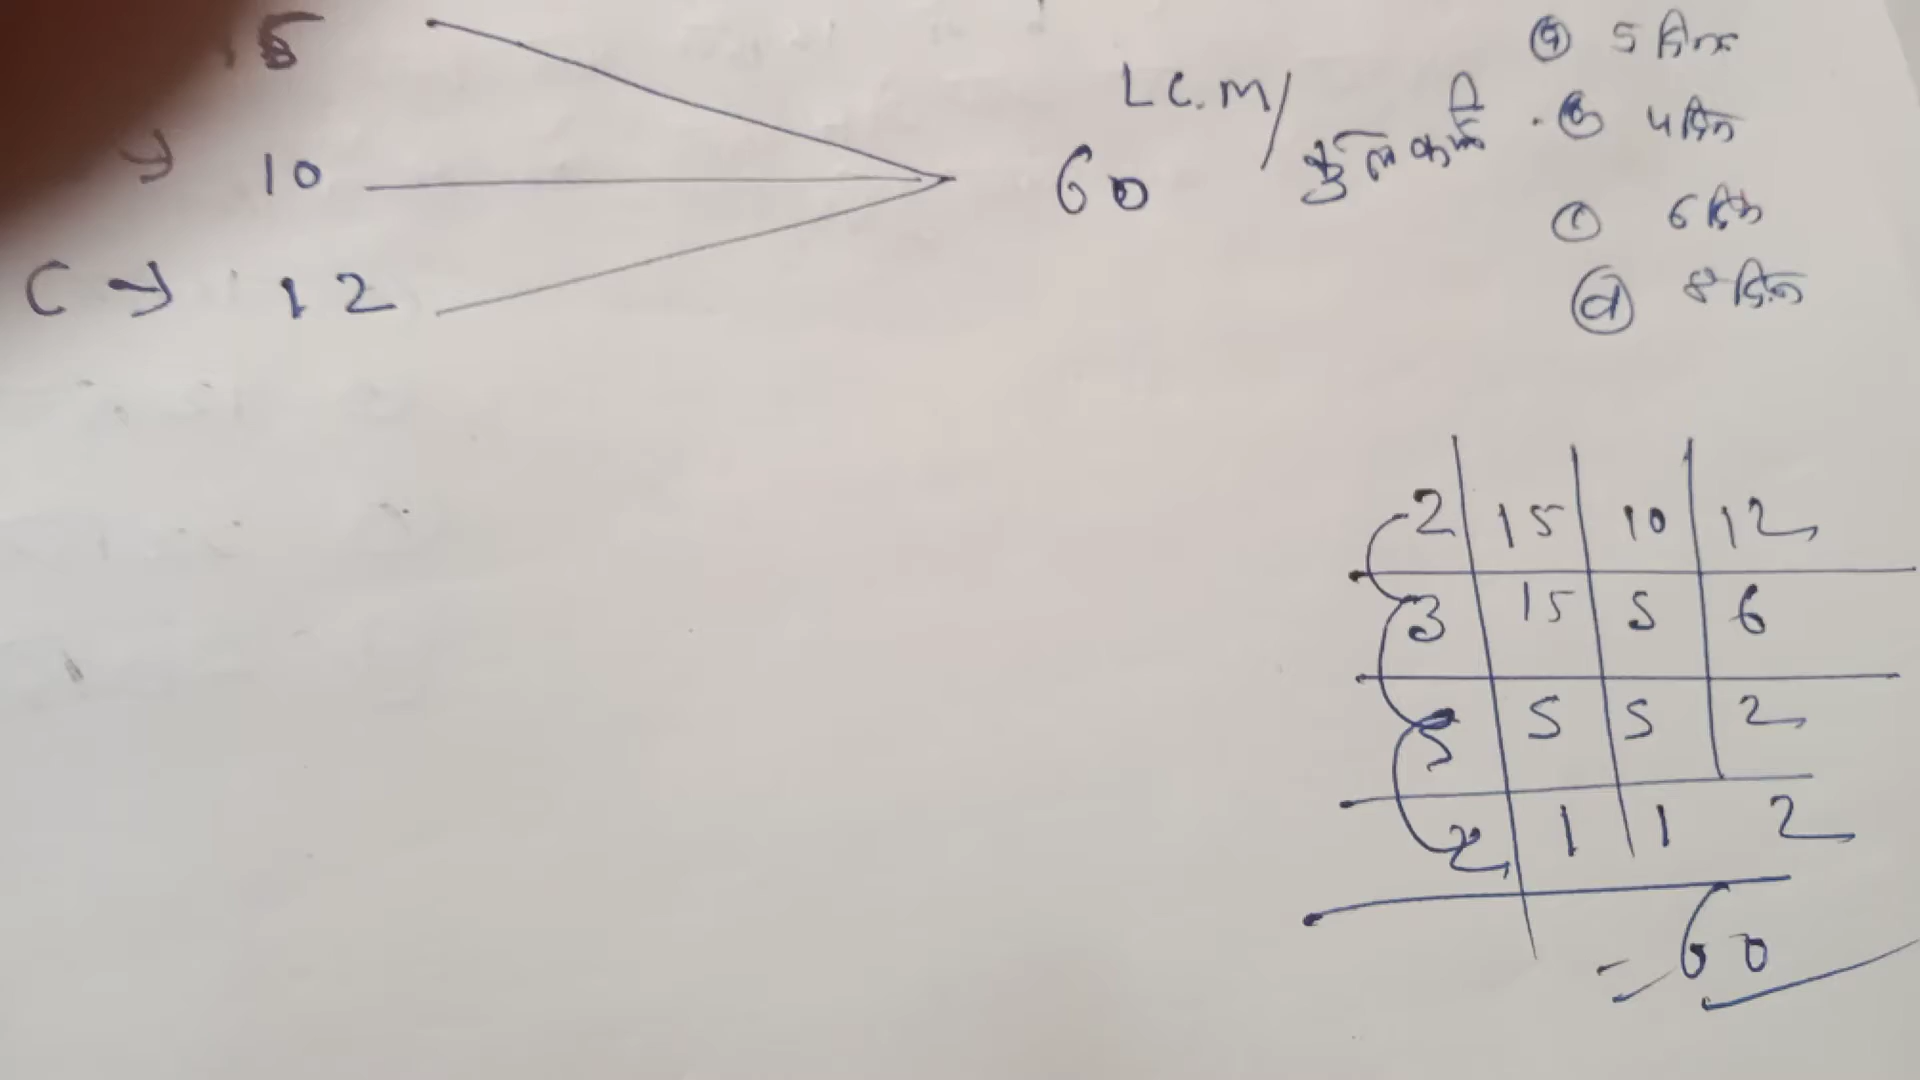 15
→ 10
C → 12
60
L.C.M/
कुल कार्य
ⓐ 5 दिन
ⓑ 4 दिन
ⓒ 6 दिन
ⓓ 8 दिन
2 15 10 12
3 15 5 6
5 5 5 2
2 1 1 2
= 60